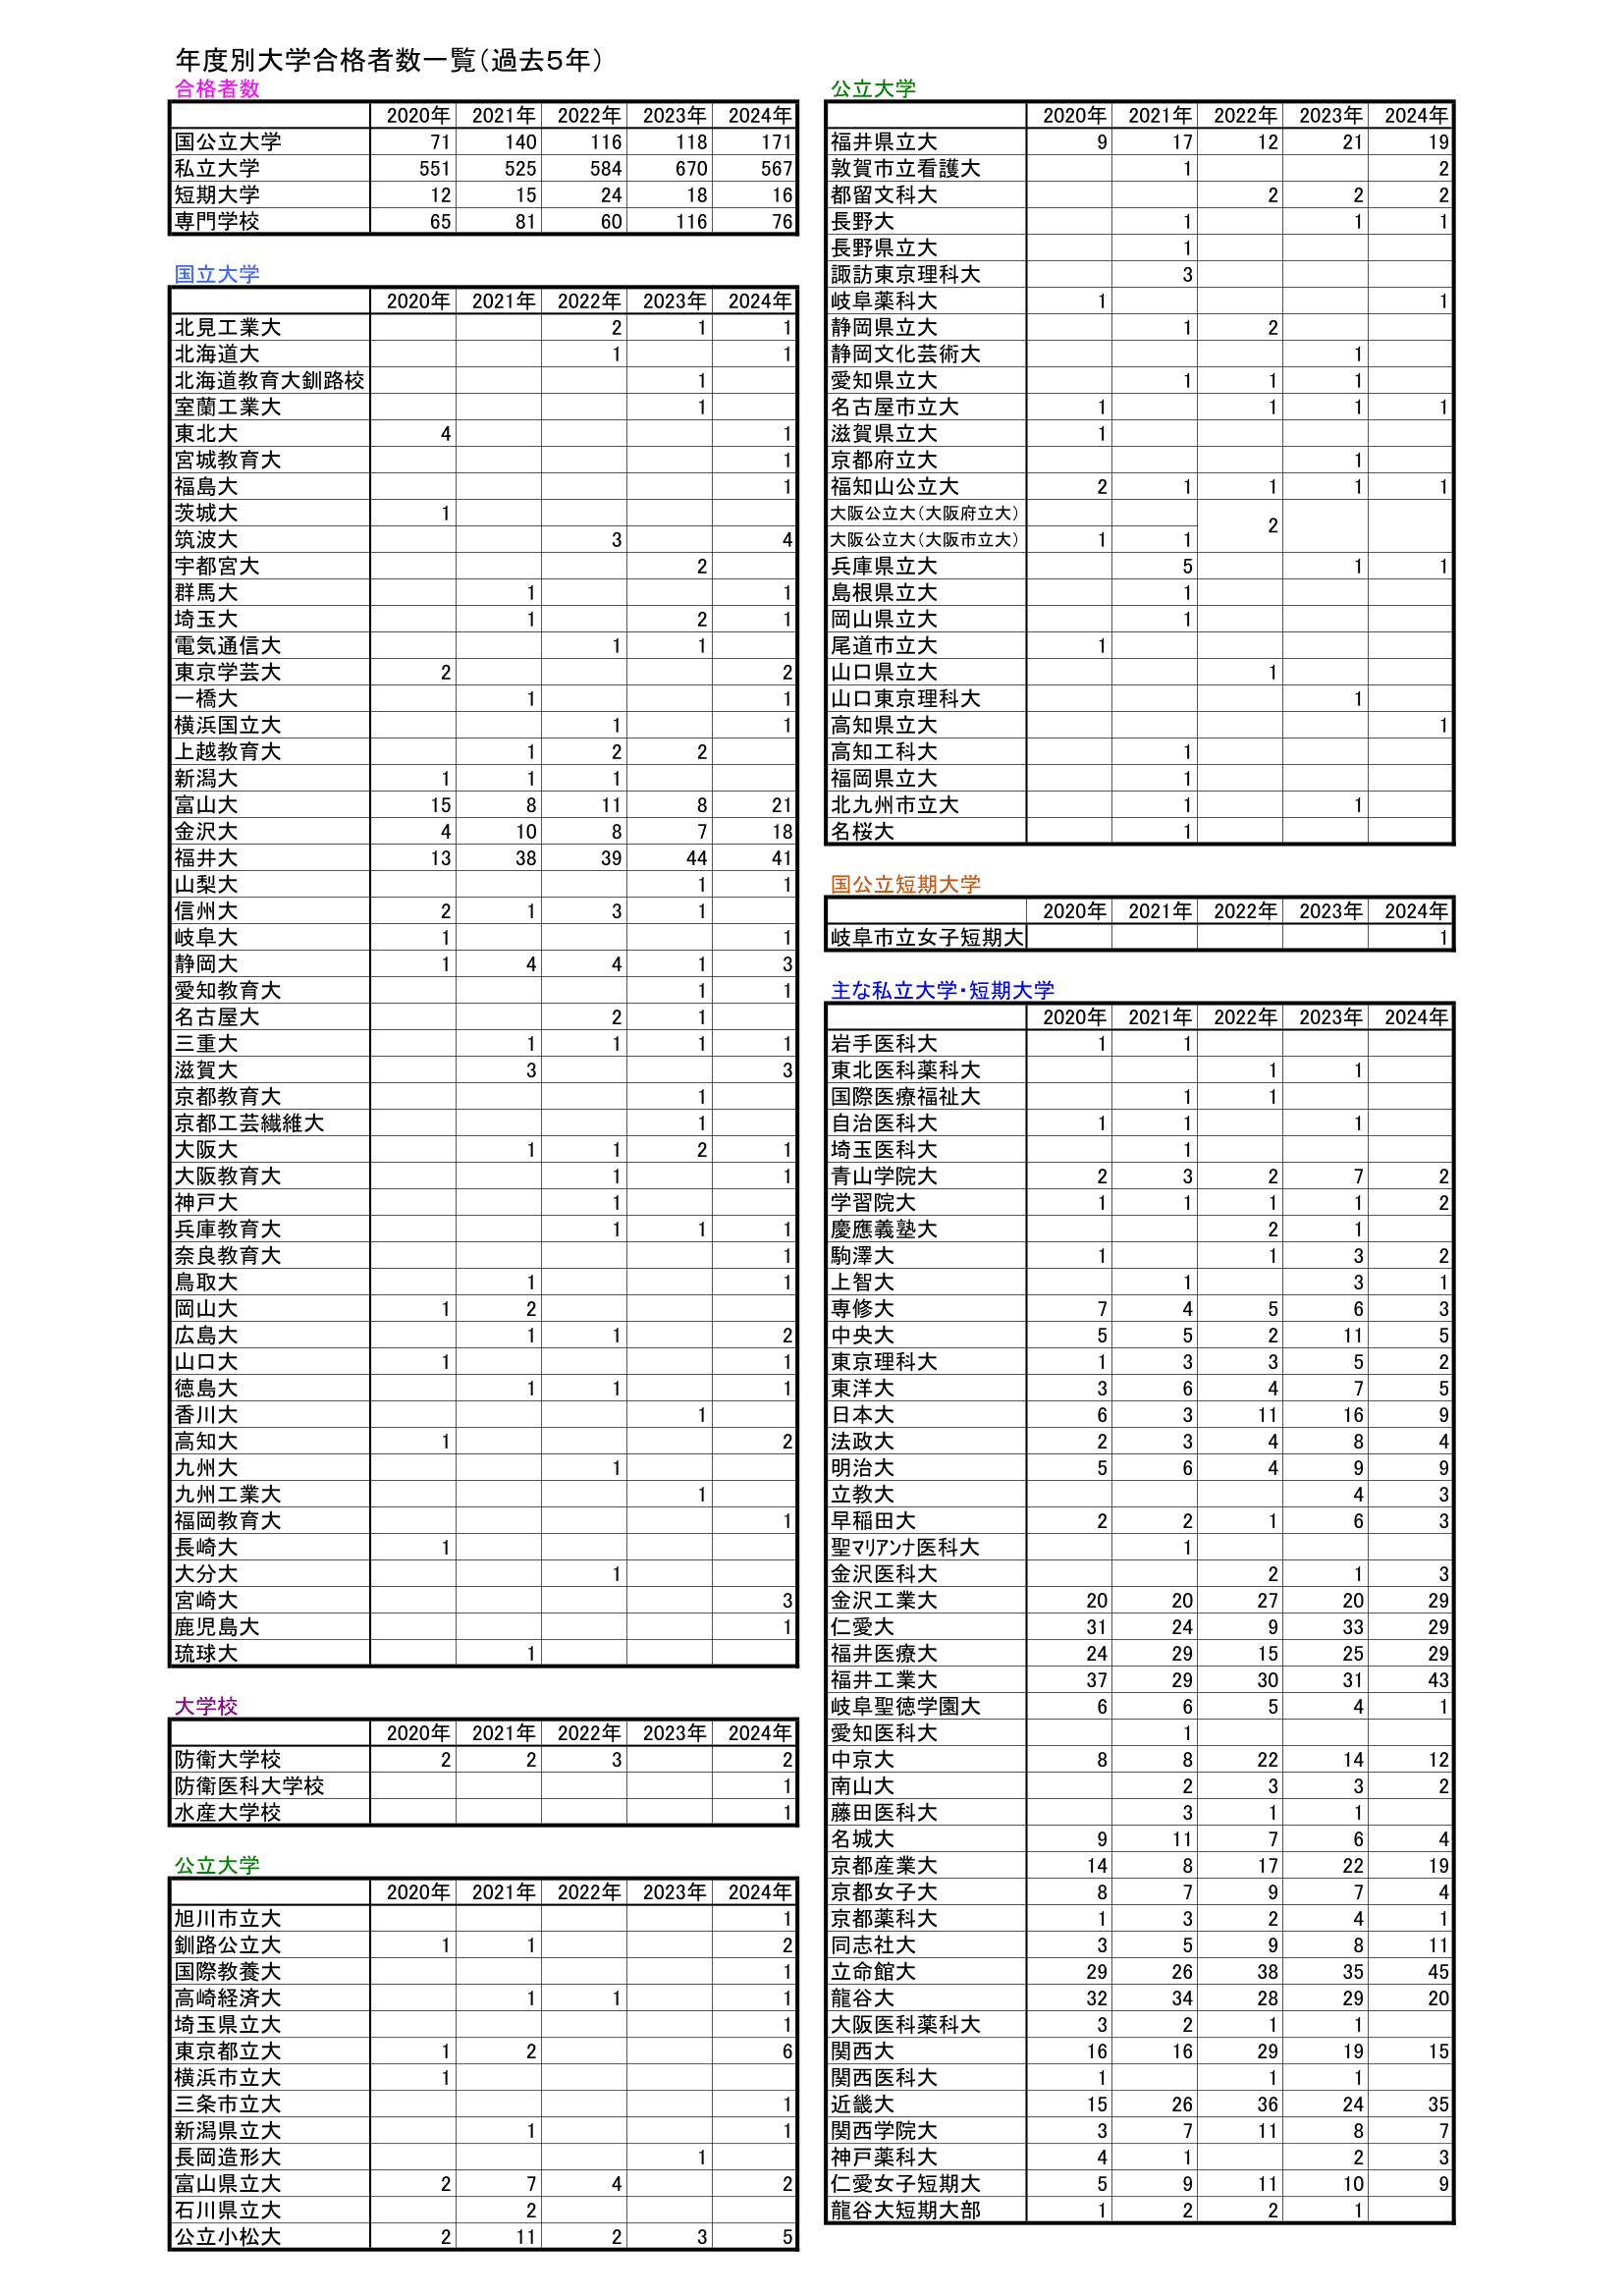 年度別大学合格者数一覧（過去５年）
合格者数
2020年 2021年 2022年 2023年 2024年
国公立大学 71 140 116 118 171
私立大学 551 525 584 670 567
短期大学 12 15 24 18 16
専門学校 65 81 60 116 76
国立大学
2020年 2021年 2022年 2023年 2024年
北見工業大 2 1 1
北海道大 1 1
北海道教育大釧路校 1
室蘭工業大 1
東北大 4 1
宮城教育大 1
福島大 1
茨城大 1
筑波大 3 4
宇都宮大 2
群馬大 1 1
埼玉大 1 2 1
電気通信大 1 1
東京学芸大 2 2
一橋大 1 1
横浜国立大 1 1
上越教育大 1 2 2
新潟大 1 1 1
富山大 15 8 11 8 21
金沢大 4 10 8 7 18
福井大 13 38 39 44 41
山梨大 1 1
信州大 2 1 3 1
岐阜大 1 1
静岡大 1 4 4 1 3
愛知教育大 1 1
名古屋大 2 1
三重大 1 1 1 1
滋賀大 3 3
京都教育大 1
京都工芸繊維大 1
大阪大 1 1 2 1
大阪教育大 1 1
神戸大 1
兵庫教育大 1 1 1
奈良教育大 1
鳥取大 1 1
岡山大 1 2
広島大 1 1 2
山口大 1 1
徳島大 1 1 1
香川大 1
高知大 1 2
九州大 1
九州工業大 1
福岡教育大 1
長崎大 1
大分大 1
宮崎大 3
鹿児島大 1
琉球大 1
大学校
2020年 2021年 2022年 2023年 2024年
防衛大学校 2 2 3 2
防衛医科大学校 1
水産大学校 1
公立大学
2020年 2021年 2022年 2023年 2024年
旭川市立大 1
釧路公立大 1 1 2
国際教養大 1
高崎経済大 1 1 1
埼玉県立大 1
東京都立大 1 2 6
横浜市立大 1
三条市立大 1
新潟県立大 1 1
長岡造形大 1
富山県立大 2 7 4 2
石川県立大 2
公立小松大 2 11 2 3 5
公立大学
2020年 2021年 2022年 2023年 2024年
福井県立大 9 17 12 21 19
敦賀市立看護大 1 2
都留文科大 2 2 2
長野大 1 1 1
長野県立大 1
諏訪東京理科大 3
岐阜薬科大 1 1
静岡県立大 1 2
静岡文化芸術大 1
愛知県立大 1 1 1
名古屋市立大 1 1 1 1
滋賀県立大 1
京都府立大 1
福知山公立大 2 1 1 1 1
大阪公立大（大阪府立大） 2
大阪公立大（大阪市立大） 1 1
兵庫県立大 5 1 1
島根県立大 1
岡山県立大 1
尾道市立大 1
山口県立大 1
山口東京理科大 1
高知県立大 1
高知工科大 1
福岡県立大 1
北九州市立大 1 1
名桜大 1
国公立短期大学
2020年 2021年 2022年 2023年 2024年
岐阜市立女子短期大 1
主な私立大学・短期大学
2020年 2021年 2022年 2023年 2024年
岩手医科大 1 1
東北医科薬科大 1 1
国際医療福祉大 1 1
自治医科大 1 1 1
埼玉医科大 1
青山学院大 2 3 2 7 2
学習院大 1 1 1 1 2
慶應義塾大 2 1
駒澤大 1 1 3 2
上智大 1 3 1
専修大 7 4 5 6 3
中央大 5 5 2 11 5
東京理科大 1 3 3 5 2
東洋大 3 6 4 7 5
日本大 6 3 11 16 9
法政大 2 3 4 8 4
明治大 5 6 4 9 9
立教大 4 3
早稲田大 2 2 1 6 3
聖ﾏﾘｱﾝﾅ医科大 1
金沢医科大 2 1 3
金沢工業大 20 20 27 20 29
仁愛大 31 24 9 33 29
福井医療大 24 29 15 25 29
福井工業大 37 29 30 31 43
岐阜聖徳学園大 6 6 5 4 1
愛知医科大 1
中京大 8 8 22 14 12
南山大 2 3 3 2
藤田医科大 3 1 1
名城大 9 11 7 6 4
京都産業大 14 8 17 22 19
京都女子大 8 7 9 7 4
京都薬科大 1 3 2 4 1
同志社大 3 5 9 8 11
立命館大 29 26 38 35 45
龍谷大 32 34 28 29 20
大阪医科薬科大 3 2 1 1
関西大 16 16 29 19 15
関西医科大 1 1 1
近畿大 15 26 36 24 35
関西学院大 3 7 11 8 7
神戸薬科大 4 1 2 3
仁愛女子短期大 5 9 11 10 9
龍谷大短期大部 1 2 2 1